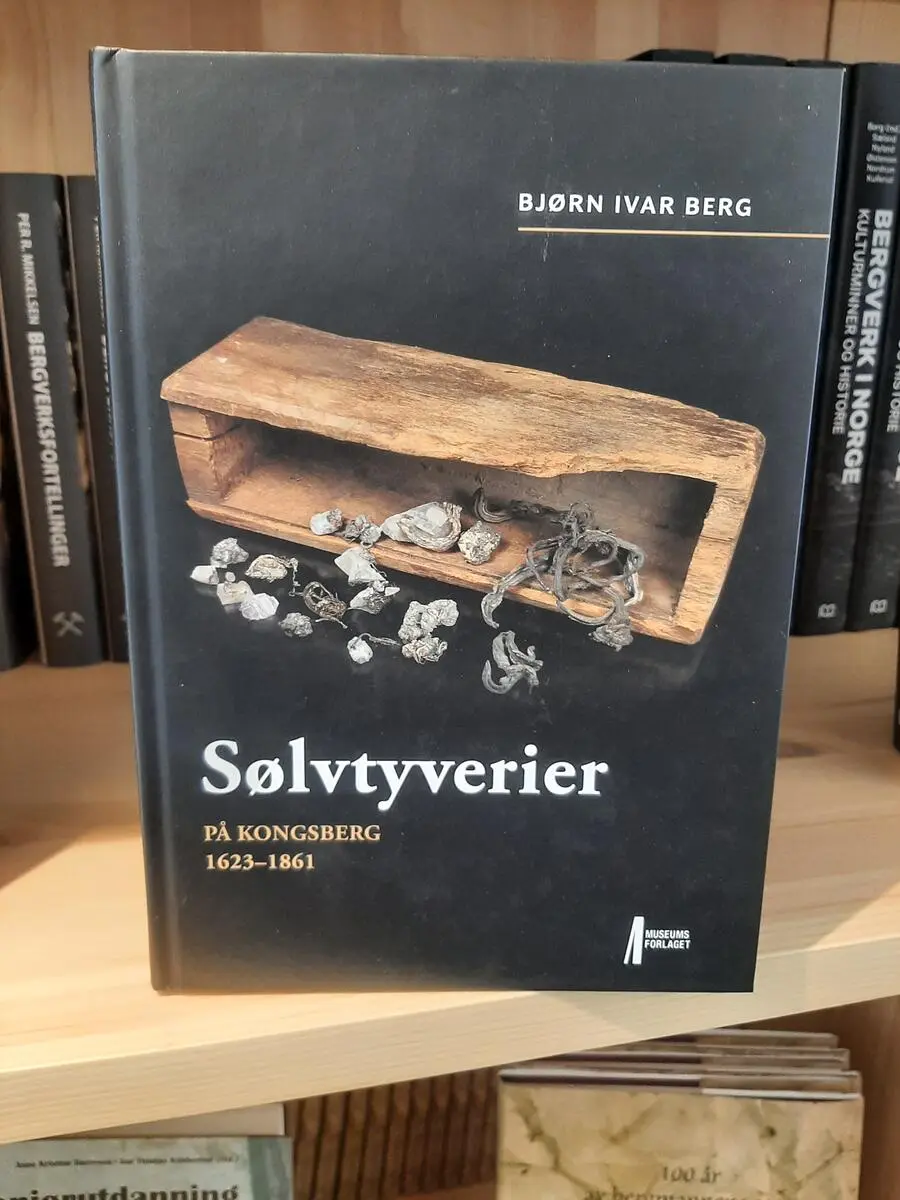 BJØRN IVAR BERG
Sølvtyverier
PÅ KONGSBERG
1623–1861
MUSEUMS
FORLAGET
PER R. MIKKELSEN BERGVERKSFORTELLINGER
BERGVERK I NORGE
KULTURMINNER OG HISTORIE
100 år